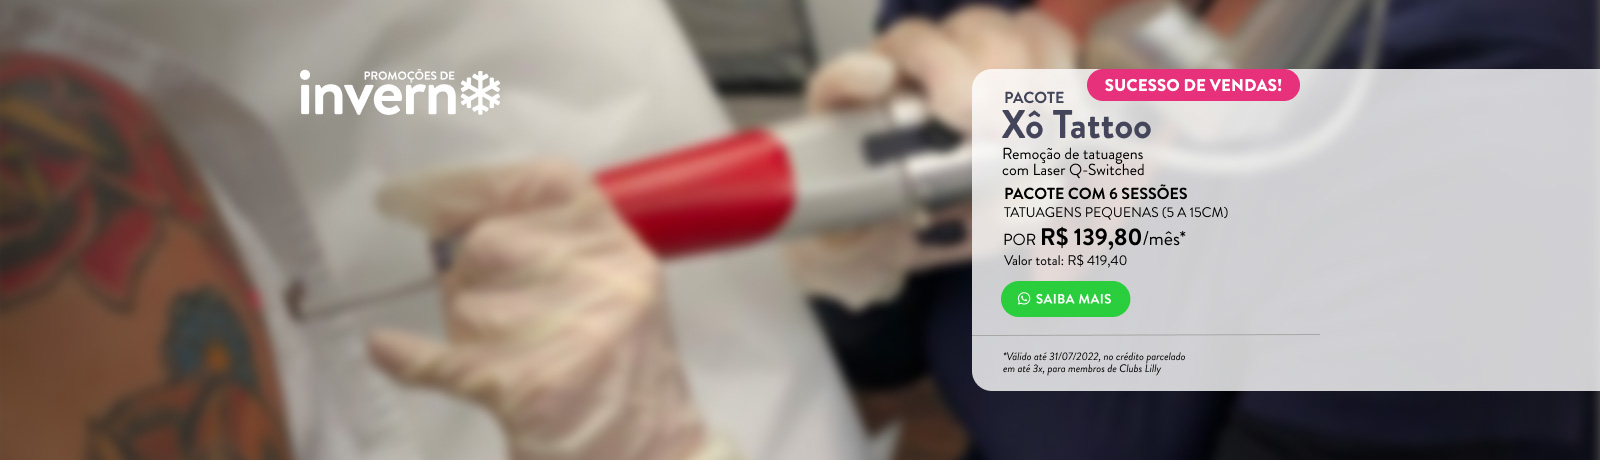 PROMOÇÕES DE
invern
SUCESSO DE VENDAS!
PACOTE
Xô Tattoo
Remoção de tatuagens
com Laser Q-Switched
PACOTE COM 6 SESSÕES
TATUAGENS PEQUENAS (5 A 15CM)
POR R$ 139,80/mês*
Valor total: R$ 419,40
SAIBA MAIS
*Válido até 31/07/2022, no crédito parcelado
em até 3x, para membros de Clubs Lilly